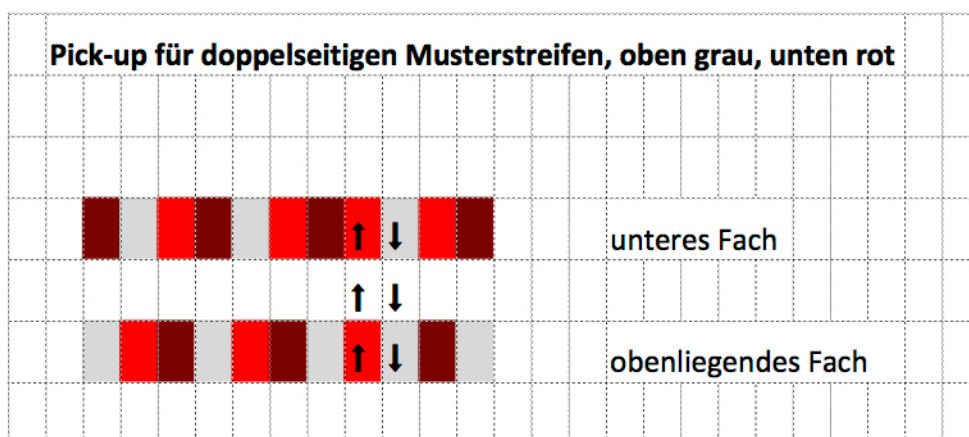 Pick-up für doppelseitigen Musterstreifen, oben grau, unten rot
unteres Fach
obenliegendes Fach